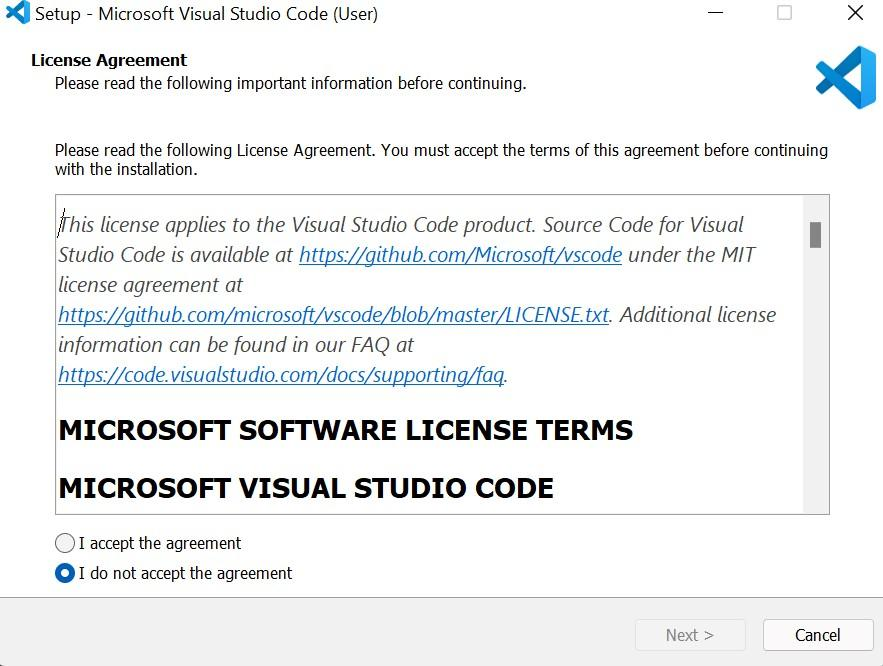 Setup - Microsoft Visual Studio Code (User)
License Agreement
Please read the following important information before continuing.
Please read the following License Agreement. You must accept the terms of this agreement before continuing
with the installation.
This license applies to the Visual Studio Code product. Source Code for Visual
Studio Code is available at https://github.com/Microsoft/vscode under the MIT
license agreement at
https://github.com/microsoft/vscode/blob/master/LICENSE.txt. Additional license
information can be found in our FAQ at
https://code.visualstudio.com/docs/supporting/faq.
MICROSOFT SOFTWARE LICENSE TERMS
MICROSOFT VISUAL STUDIO CODE
I accept the agreement
I do not accept the agreement
Next >
Cancel